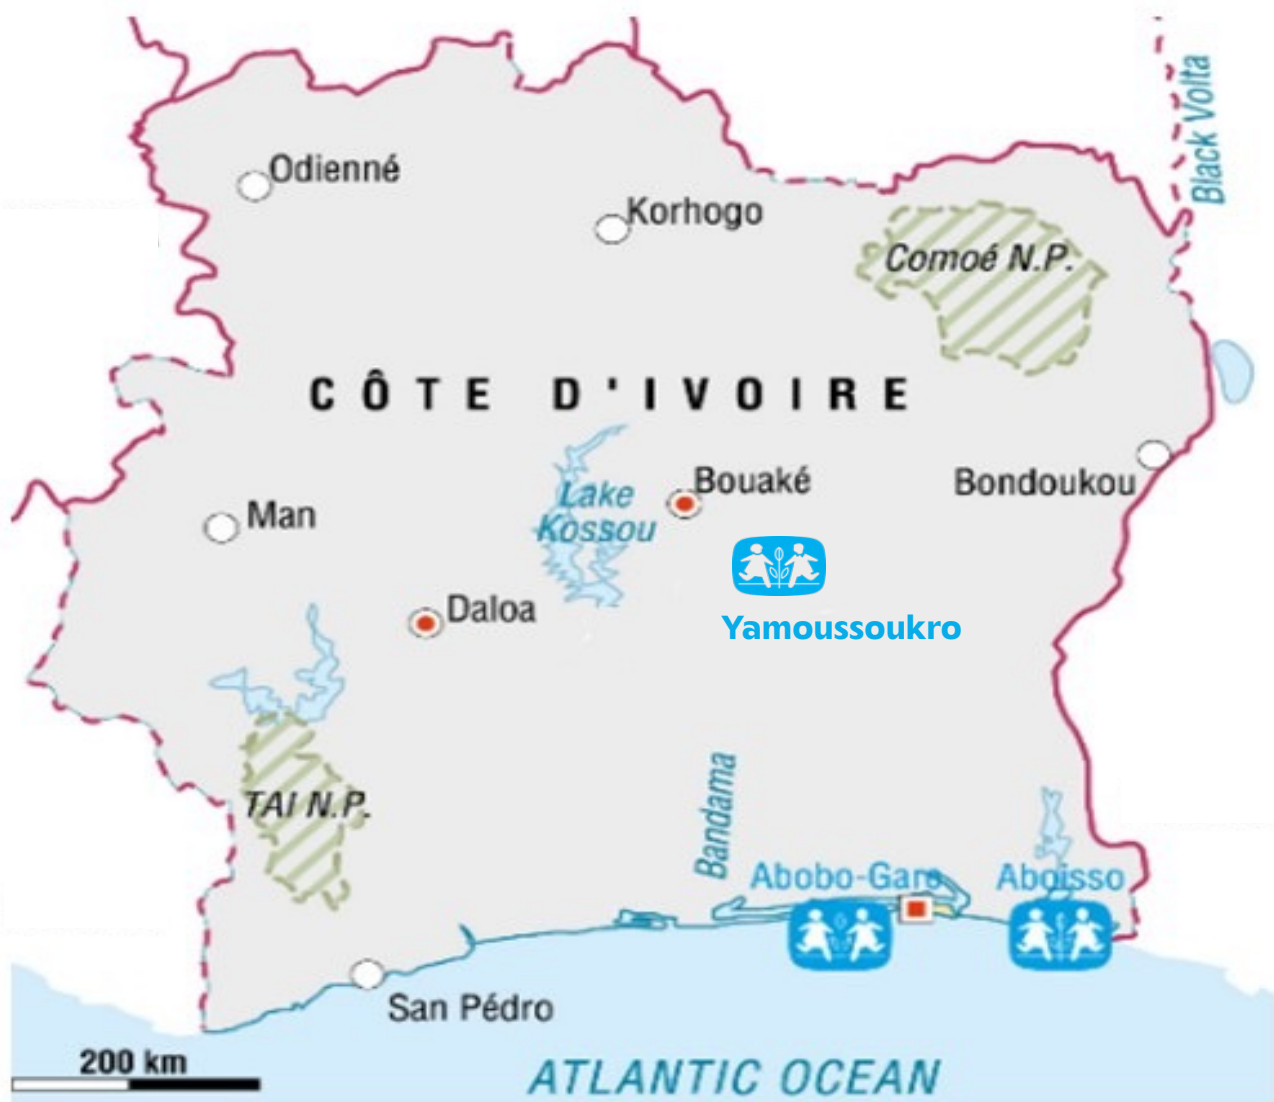 Black Volta
Odienné
Korhogo
Comoé N.P.
CÔTE D'IVOIRE
Bouaké
Bondoukou
Lake
Kossou
Man
Daloa
Yamoussoukro
TAI N.P.
Bandama
Abobo-Gare
Aboisso
San Pédro
200 km
ATLANTIC OCEAN